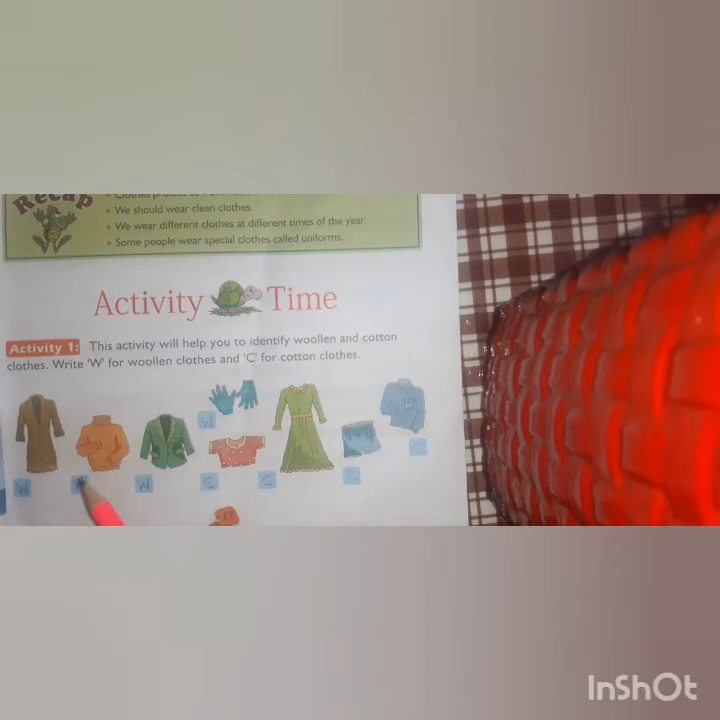 Recap
We should wear clean clothes.
We wear different clothes at different times of the year.
Some people wear special clothes called uniforms.
Activity Time
Activity 1: This activity will help you to identify woollen and cotton
clothes. Write 'W' for woollen clothes and 'C' for cotton clothes.
W
C
W
W
W
C
C
C
17
InShOt